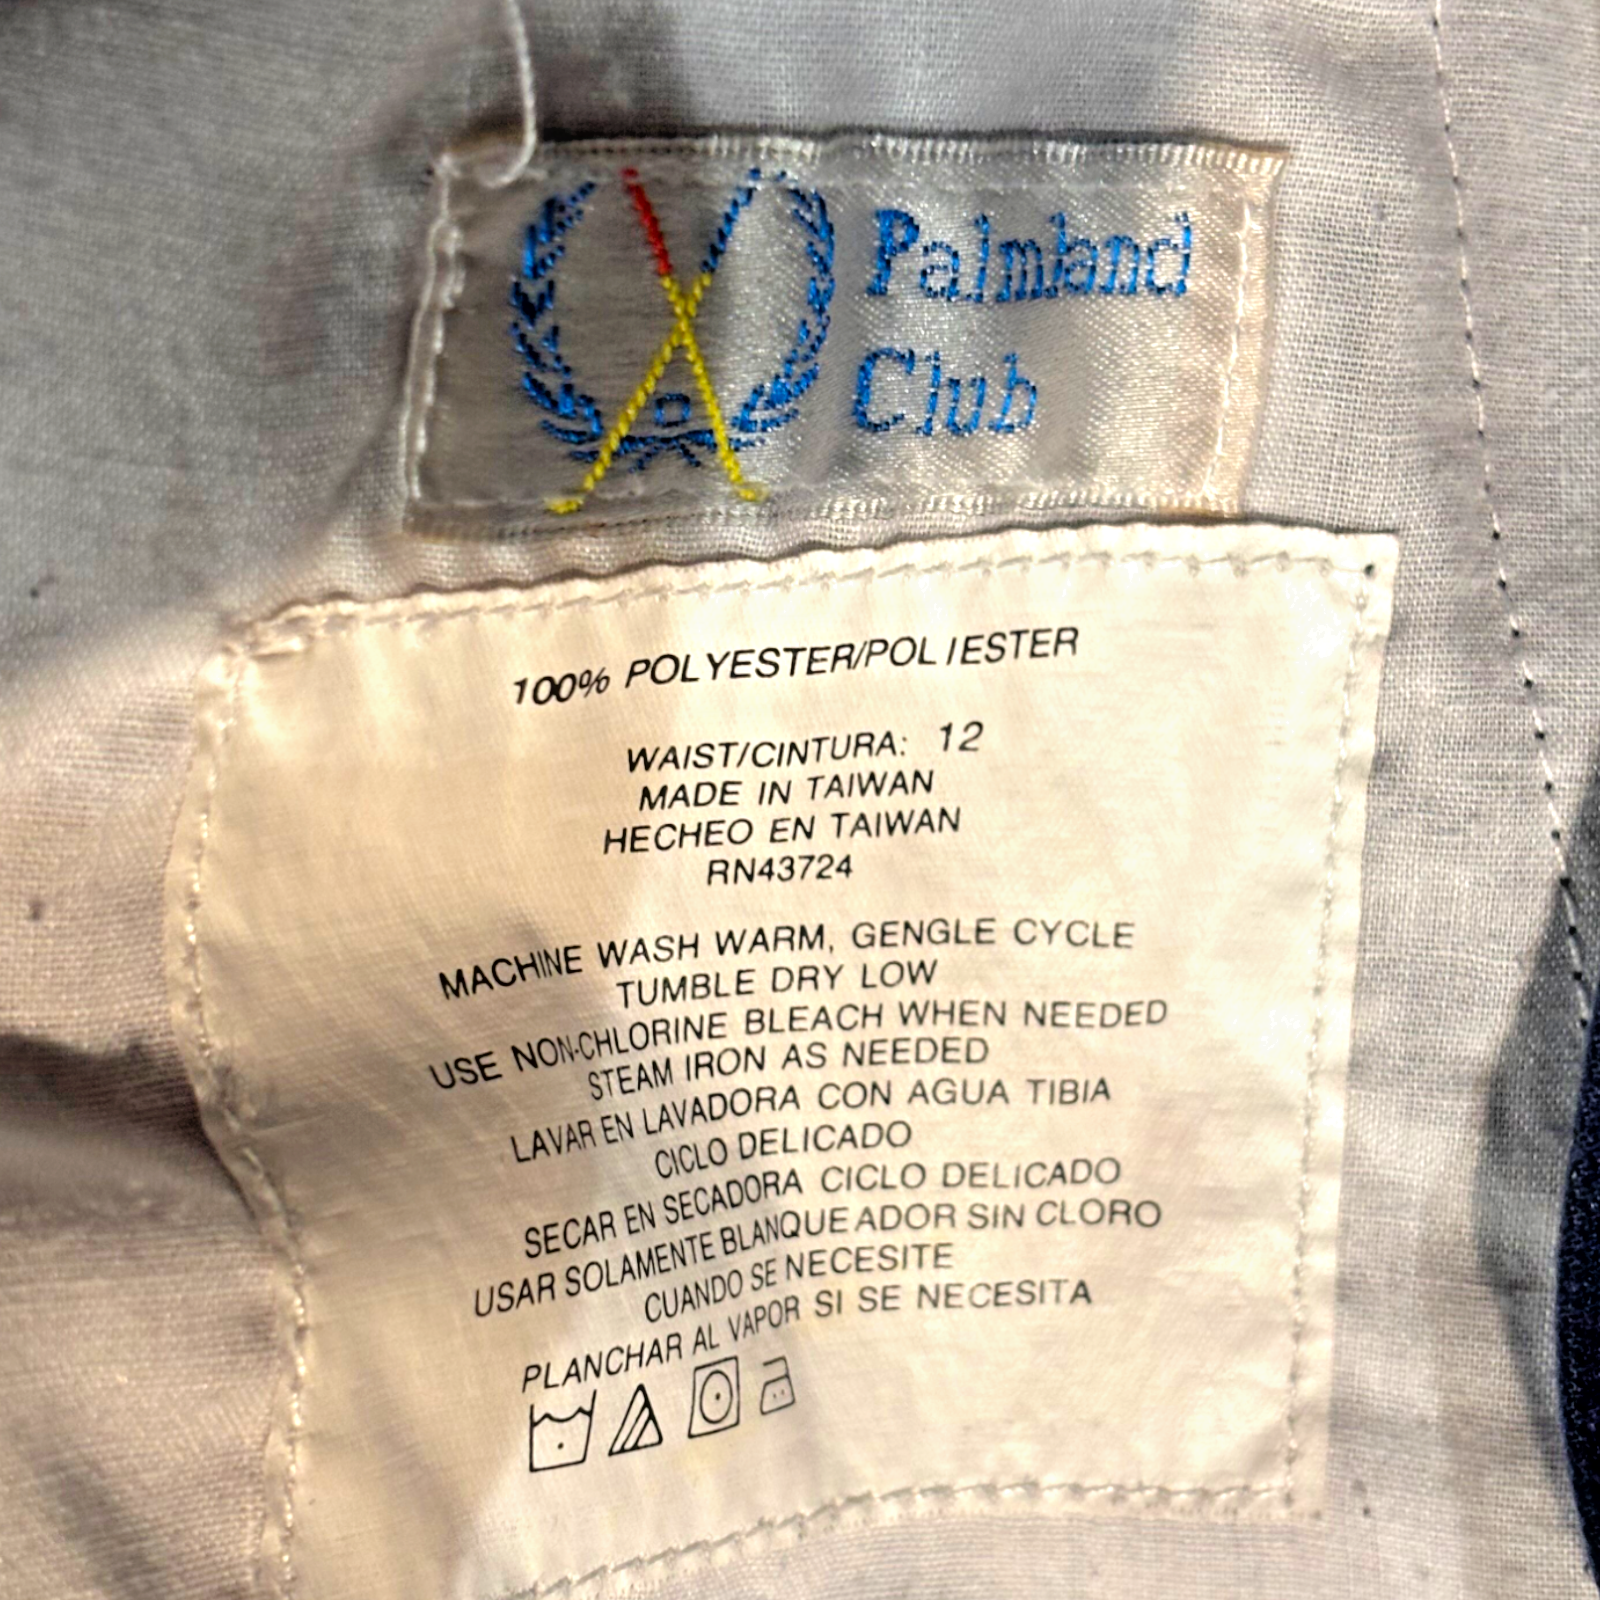 Palmland
Club
100% POLYESTER/POLIESTER
WAIST/CINTURA: 12
MADE IN TAIWAN
HECHEO EN TAIWAN
RN43724
MACHINE WASH WARM, GENGLE CYCLE
TUMBLE DRY LOW
USE NON-CHLORINE BLEACH WHEN NEEDED
STEAM IRON AS NEEDED
LAVAR EN LAVADORA CON AGUA TIBIA
CICLO DELICADO
SECAR EN SECADORA CICLO DELICADO
USAR SOLAMENTE BLANQUEADOR SIN CLORO
CUANDO SE NECESITE
PLANCHAR AL VAPOR SI SE NECESITA